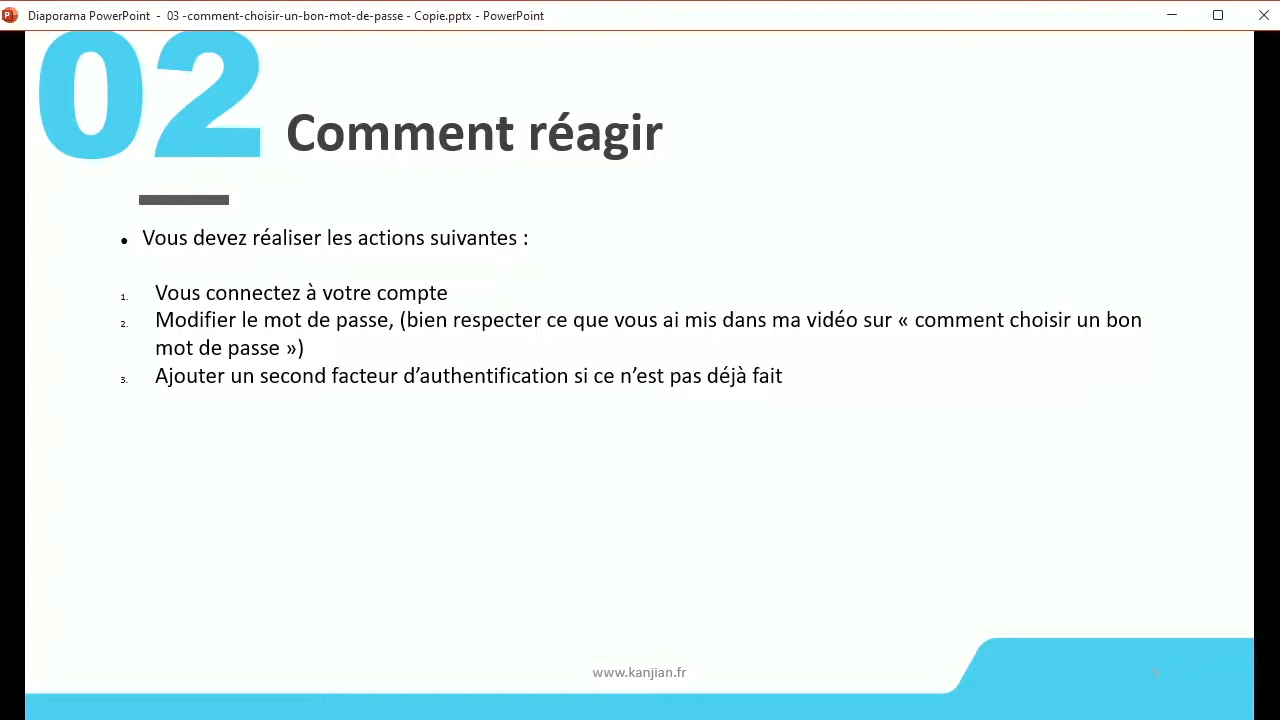 Diaporama PowerPoint - 03 -comment-choisir-un-bon-mot-de-passe - Copie.pptx - PowerPoint
02
Comment réagir
• Vous devez réaliser les actions suivantes :
1. Vous connectez à votre compte
2. Modifier le mot de passe, (bien respecter ce que vous ai mis dans ma vidéo sur « comment choisir un bon
mot de passe »)
3. Ajouter un second facteur d’authentification si ce n’est pas déjà fait
www.kanjian.fr
9